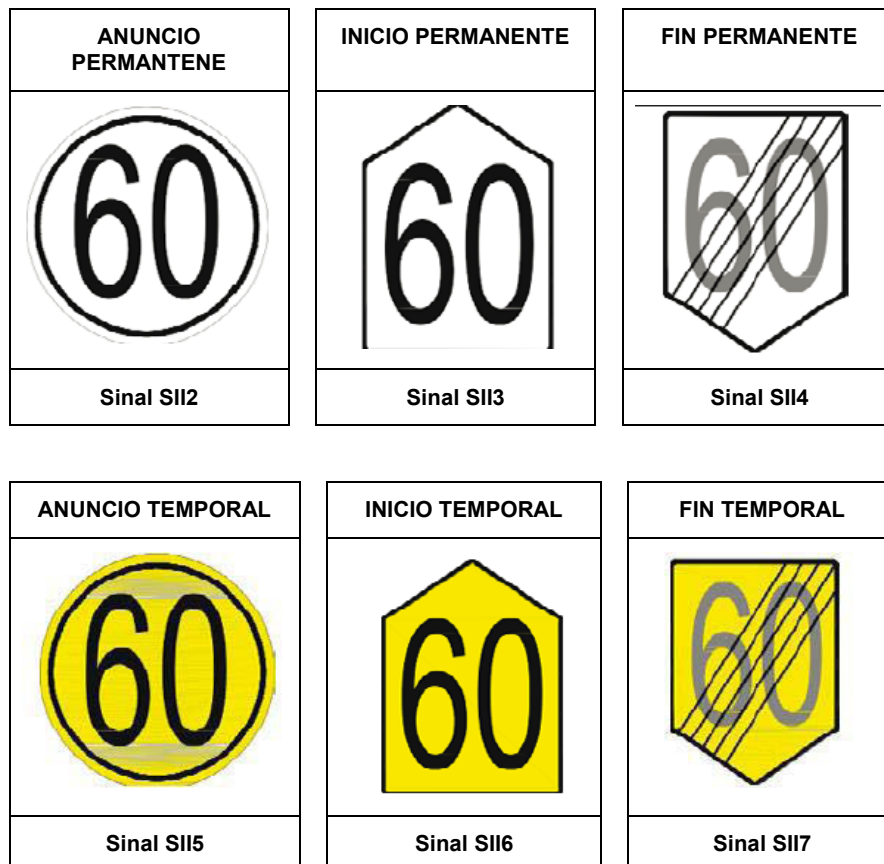 ANUNCIO
PERMANTENE
INICIO PERMANENTE
FIN PERMANENTE
60
60
60
Sinal SII2
Sinal SII3
Sinal SII4
ANUNCIO TEMPORAL
INICIO TEMPORAL
FIN TEMPORAL
60
60
60
Sinal SII5
Sinal SII6
Sinal SII7